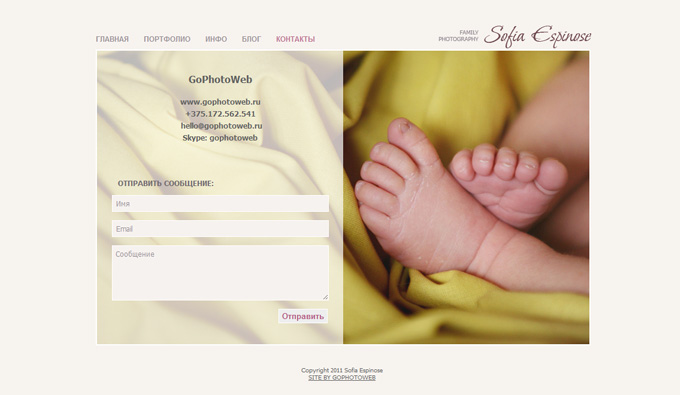 ГЛАВНАЯ ПОРТФОЛИО ИНФО БЛОГ КОНТАКТЫ
FAMILY
PHOTOGRAPHY
Sofia Espinose
GoPhotoWeb
www.gophotoweb.ru
+375.172.562.541
hello@gophotoweb.ru
Skype: gophotoweb
ОТПРАВИТЬ СООБЩЕНИЕ:
Имя
Email
Сообщение
Отправить
Copyright 2011 Sofia Espinose
SITE BY GOPHOTOWEB